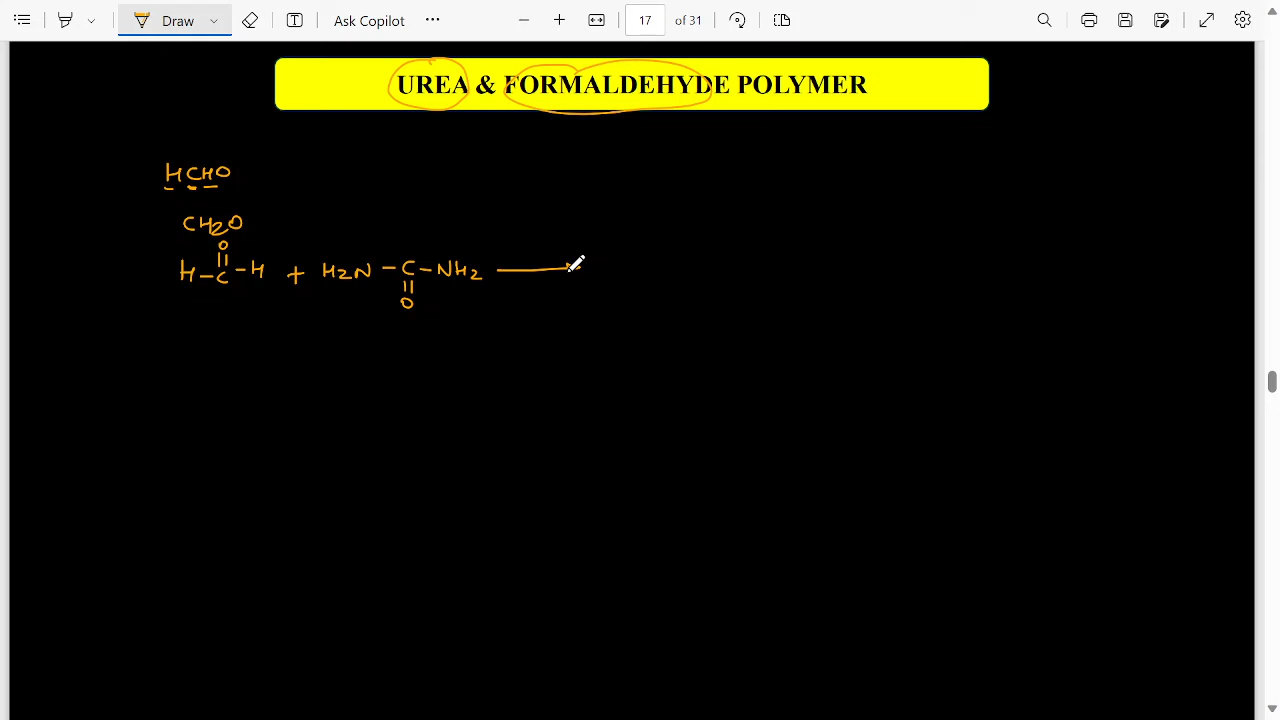 Draw
Ask Copilot
17 of 31
UREA & FORMALDEHYDE POLYMER
HCHO
CH2O
O
H-C-H + H2N-C-NH2 →
O